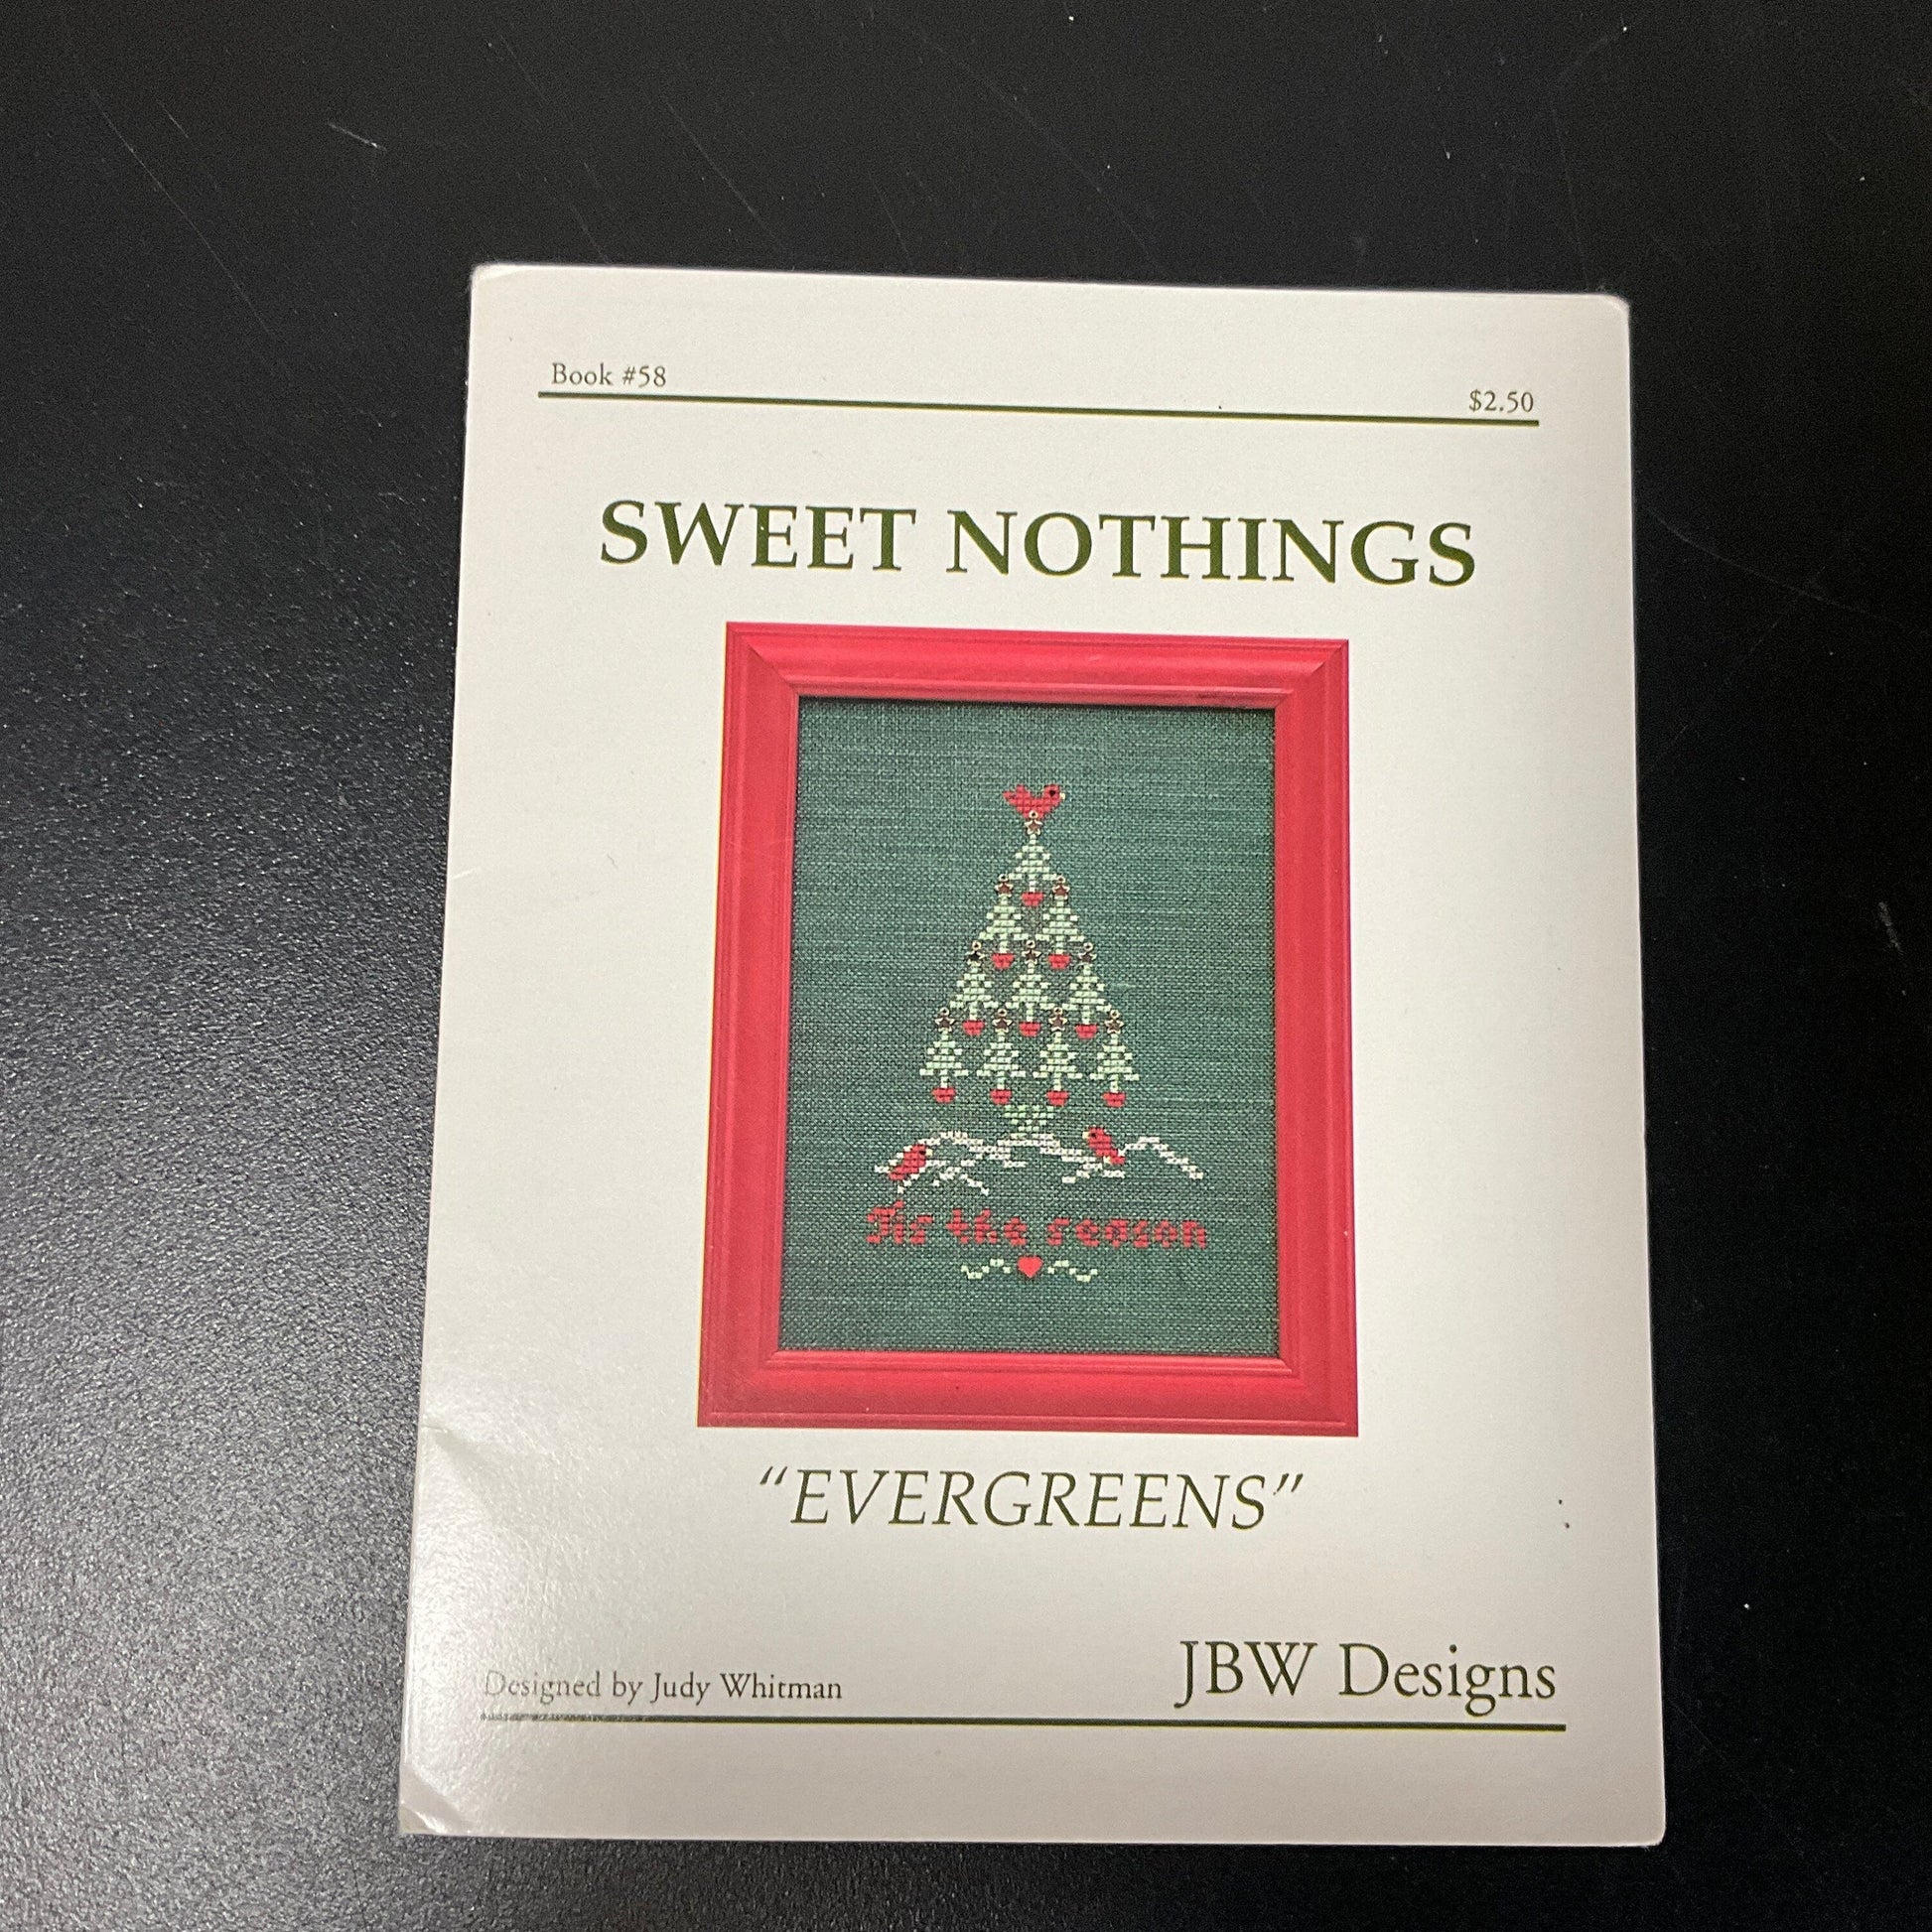 Book #58
$2.50
SWEET NOTHINGS
'Tis the season
"EVERGREENS"
Designed by Judy Whitman
JBW Designs